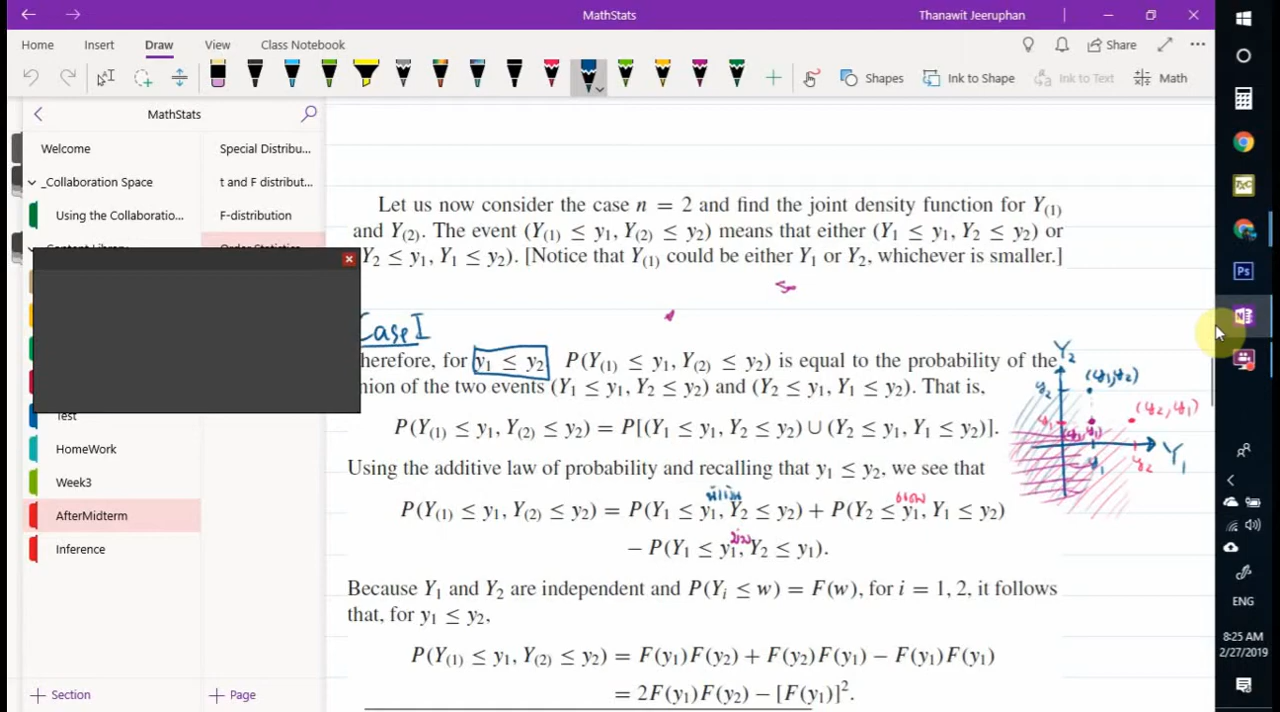 MathStats
Thanawit Jeeruphan
Home Insert Draw View Class Notebook
Share
Shapes Ink to Shape Ink to Text Math
MathStats
Welcome
_Collaboration Space
Using the Collaboratio...
Test
HomeWork
Week3
AfterMidterm
Inference
Section
Special Distribu...
t and F distribut...
F-distribution
Order Statistics
Page
Let us now consider the case n = 2 and find the joint density function for Y(1)
and Y(2). The event (Y(1) ≤ y1, Y(2) ≤ y2) means that either (Y1 ≤ y1, Y2 ≤ y2) or
Y2 ≤ y1, Y1 ≤ y2). [Notice that Y(1) could be either Y1 or Y2, whichever is smaller.]
Case I
herefore, for y1 ≤ y2 P(Y(1) ≤ y1, Y(2) ≤ y2) is equal to the probability of the
nion of the two events (Y1 ≤ y1, Y2 ≤ y2) and (Y2 ≤ y1, Y1 ≤ y2). That is,
P(Y(1) ≤ y1, Y(2) ≤ y2) = P[(Y1 ≤ y1, Y2 ≤ y2) ∪ (Y2 ≤ y1, Y1 ≤ y2)].
Using the additive law of probability and recalling that y1 ≤ y2, we see that
P(Y(1) ≤ y1, Y(2) ≤ y2) = P(Y1 ≤ y1, Y2 ≤ y2) + P(Y2 ≤ y1, Y1 ≤ y2)
− P(Y1 ≤ y1, Y2 ≤ y1).
Because Y1 and Y2 are independent and P(Yi ≤ w) = F(w), for i = 1, 2, it follows
that, for y1 ≤ y2,
P(Y(1) ≤ y1, Y(2) ≤ y2) = F(y1)F(y2) + F(y2)F(y1) − F(y1)F(y1)
= 2F(y1)F(y2) − [F(y1)]².
Y2
y2
(y1,y2)
y1
(y2,y1)
(y1,y1)
y1
y2
Y1
ENG
8:25 AM
2/27/2019